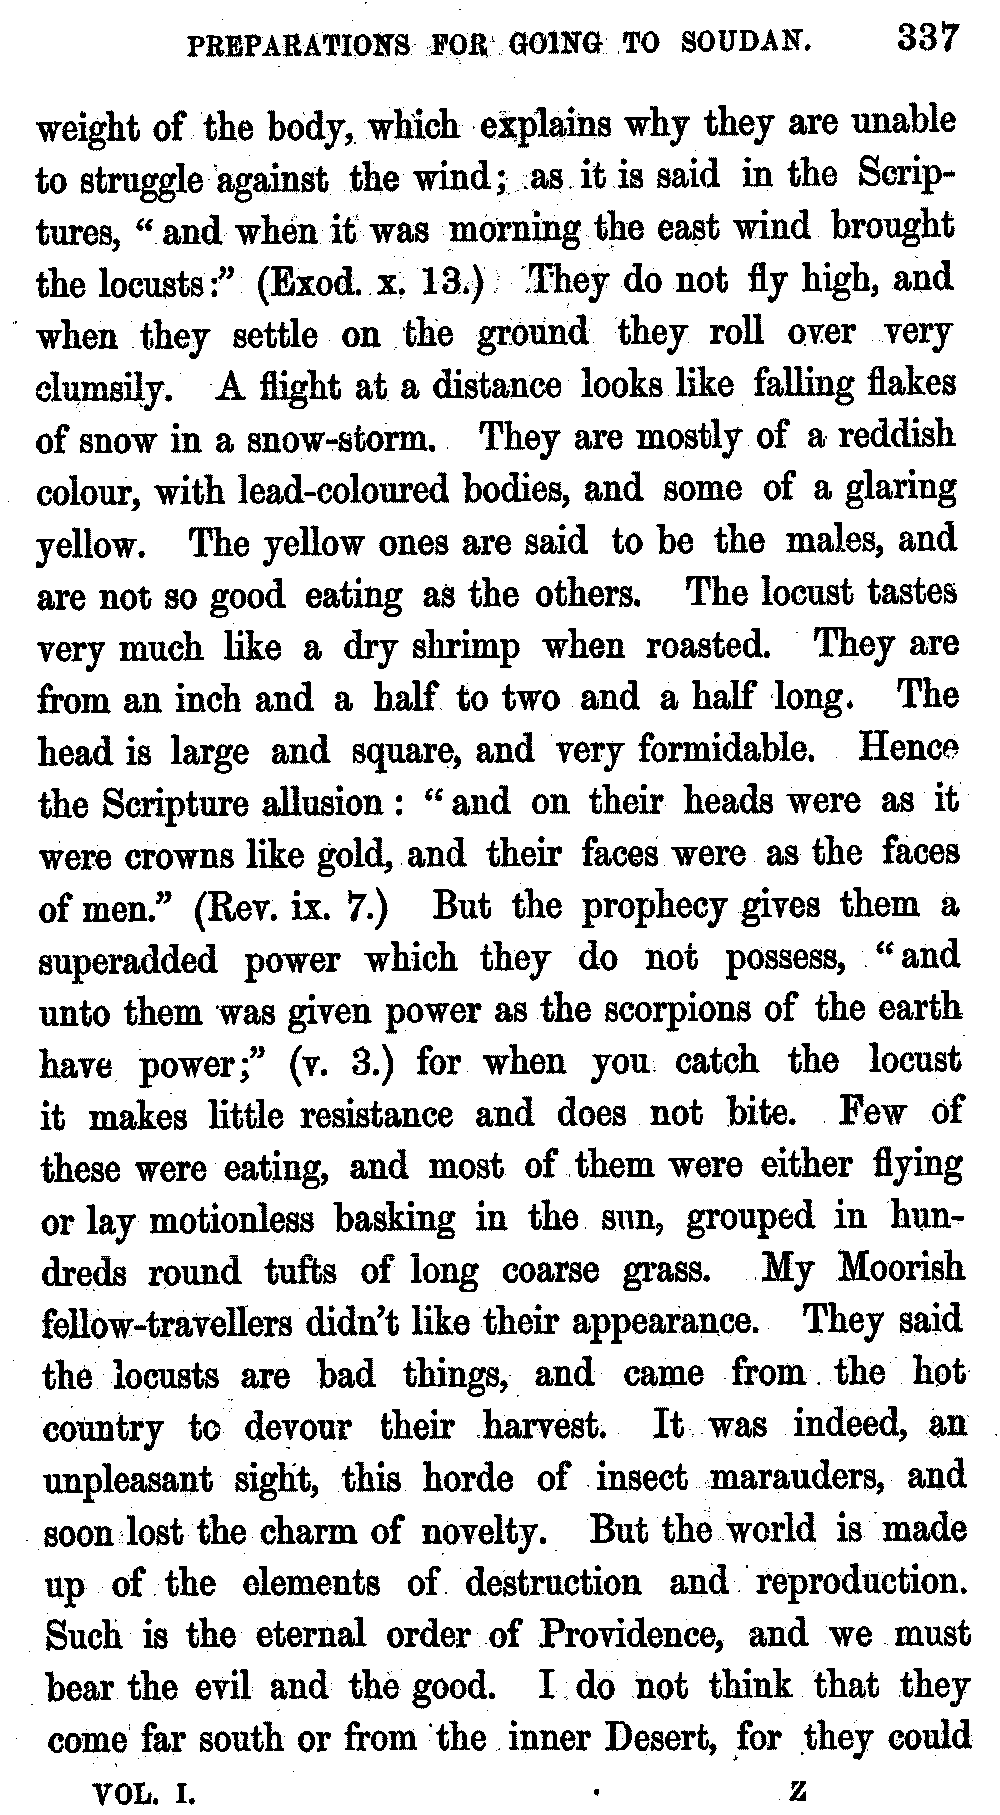 PREPARATIONS FOR GOING TO SOUDAN. 337
weight of the body, which explains why they are unable
to struggle against the wind; as it is said in the Scrip-
tures, “and when it was morning the east wind brought
the locusts:” (Exod. x. 13.) They do not fly high, and
when they settle on the ground they roll over very
clumsily. A flight at a distance looks like falling flakes
of snow in a snow-storm. They are mostly of a reddish
colour, with lead-coloured bodies, and some of a glaring
yellow. The yellow ones are said to be the males, and
are not so good eating as the others. The locust tastes
very much like a dry shrimp when roasted. They are
from an inch and a half to two and a half long. The
head is large and square, and very formidable. Hence
the Scripture allusion: “and on their heads were as it
were crowns like gold, and their faces were as the faces
of men.” (Rev. ix. 7.) But the prophecy gives them a
superadded power which they do not possess, “and
unto them was given power as the scorpions of the earth
have power;” (v. 3.) for when you catch the locust
it makes little resistance and does not bite. Few of
these were eating, and most of them were either flying
or lay motionless basking in the sun, grouped in hun-
dreds round tufts of long coarse grass. My Moorish
fellow-travellers didn’t like their appearance. They said
the locusts are bad things, and came from the hot
country to devour their harvest. It was indeed, an
unpleasant sight, this horde of insect marauders, and
soon lost the charm of novelty. But the world is made
up of the elements of destruction and reproduction.
Such is the eternal order of Providence, and we must
bear the evil and the good. I do not think that they
come far south or from the inner Desert, for they could
VOL. I. Z